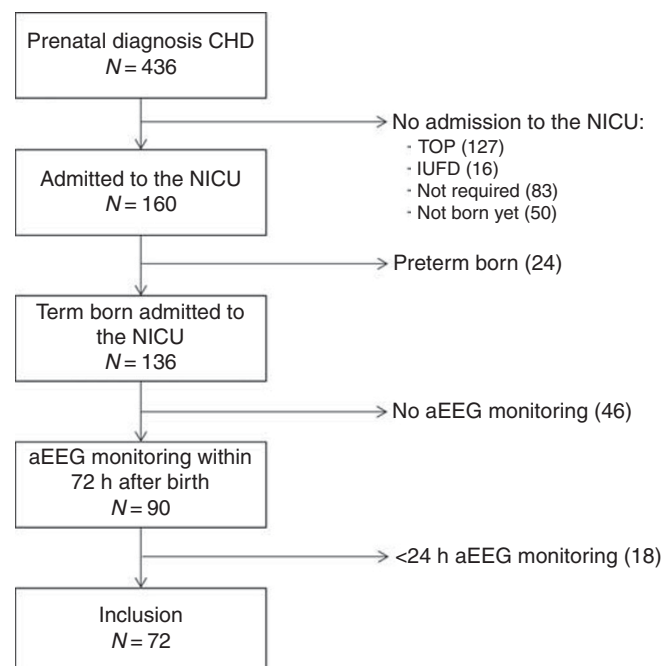 Prenatal diagnosis CHD
N = 436
No admission to the NICU:
- TOP (127)
- IUFD (16)
- Not required (83)
- Not born yet (50)
Admitted to the NICU
N = 160
Preterm born (24)
Term born admitted to
the NICU
N = 136
No aEEG monitoring (46)
aEEG monitoring within
72 h after birth
N = 90
<24 h aEEG monitoring (18)
Inclusion
N = 72